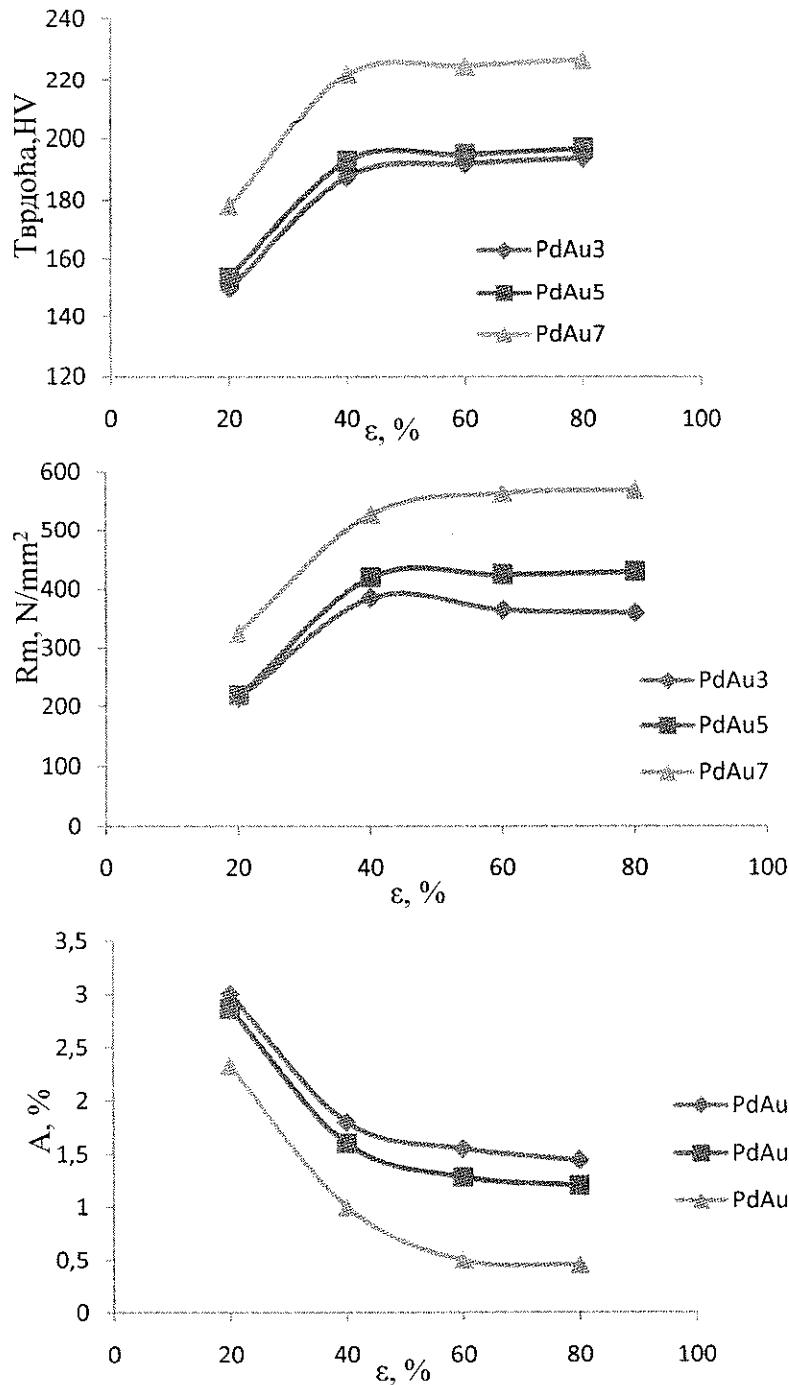 240
220
200
180
160
140
120
Тврдоћа,HV
PdAu3
PdAu5
PdAu7
0 20 40 60 80 100
ε, %
600
500
400
300
200
100
0
Rm, N/mm²
PdAu3
PdAu5
PdAu7
0 20 40 60 80 100
ε, %
3,5
3
2,5
2
1,5
1
0,5
0
A, %
PdAu
PdAu
PdAu
0 20 40 60 80 100
ε, %